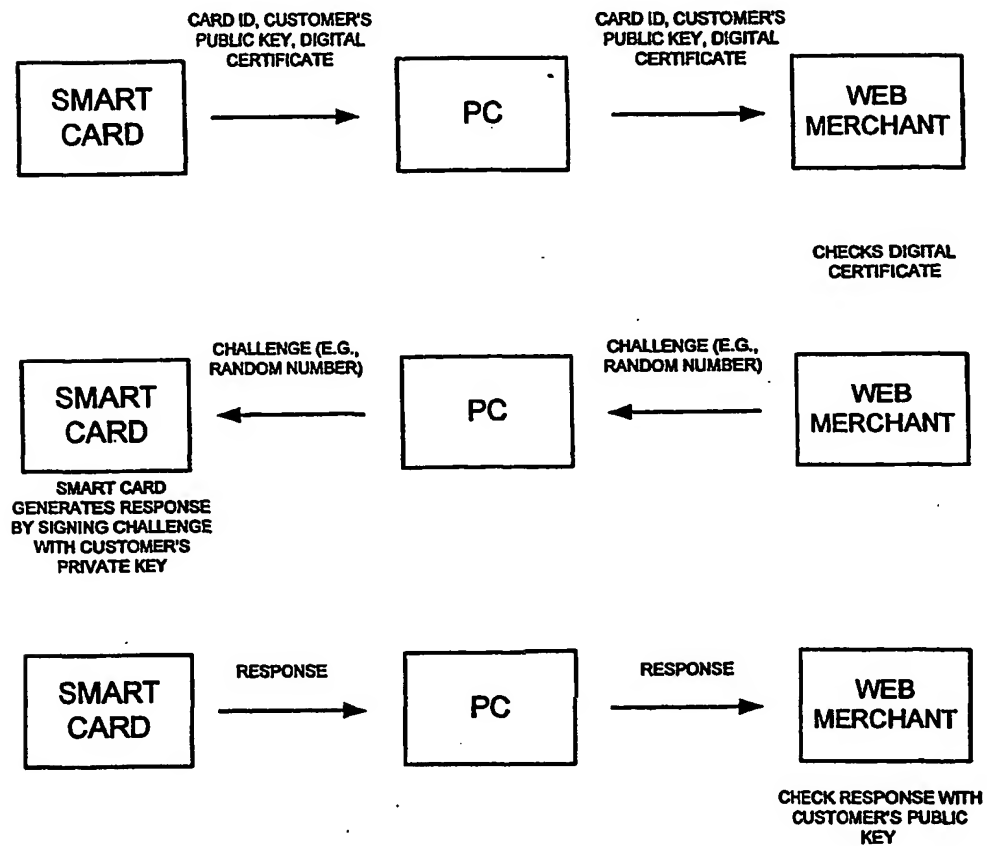 CARD ID, CUSTOMER'S
PUBLIC KEY, DIGITAL
CERTIFICATE
CARD ID, CUSTOMER'S
PUBLIC KEY, DIGITAL
CERTIFICATE
SMART
CARD
PC
WEB
MERCHANT
CHECKS DIGITAL
CERTIFICATE
CHALLENGE (E.G.,
RANDOM NUMBER)
CHALLENGE (E.G.,
RANDOM NUMBER)
SMART
CARD
PC
WEB
MERCHANT
SMART CARD
GENERATES RESPONSE
BY SIGNING CHALLENGE
WITH CUSTOMER'S
PRIVATE KEY
RESPONSE
RESPONSE
SMART
CARD
PC
WEB
MERCHANT
CHECK RESPONSE WITH
CUSTOMER'S PUBLIC
KEY